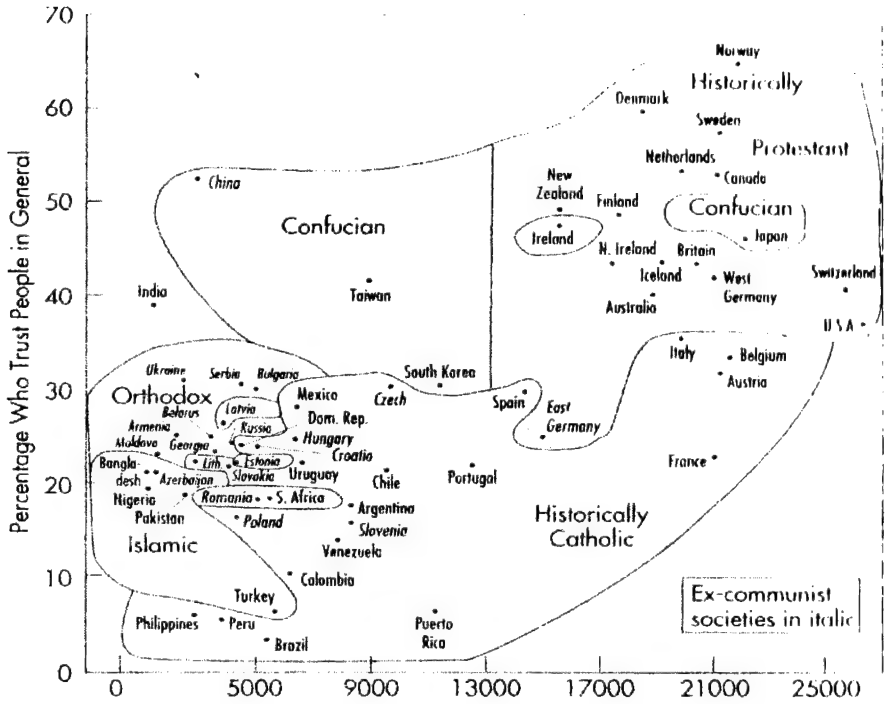 70
60
50
40
30
20
10
0
Percentage Who Trust People in General
Norway
Historically
Denmark
Sweden
Protestant
Netherlands
Canada
New
Zealand
Finland
Confucian
Ireland
Japan
China
Confucian
N. Ireland
Britain
Iceland
West
Germany
Switzerland
India
Taiwan
Australia
U.S.A.
Italy
Belgium
Austria
Ukraine
Serbia
Bulgaria
South Korea
Orthodox
Mexico
Czech
Spain
East
Germany
Belarus
Latvia
Dom. Rep.
Armenia
Russia
Hungary
Moldova
Georgia
Croatia
Bangla-
desh
Lith.
Estonia
Azerbaijan
Slovakia
Uruguay
Chile
Portugal
France
Nigeria
Romania
S. Africa
Pakistan
Poland
Argentina
Slovenia
Historically
Catholic
Islamic
Venezuela
Colombia
Turkey
Ex-communist
societies in italic
Philippines
Peru
Brazil
Puerto
Rico
0
5000
9000
13000
17000
21000
25000